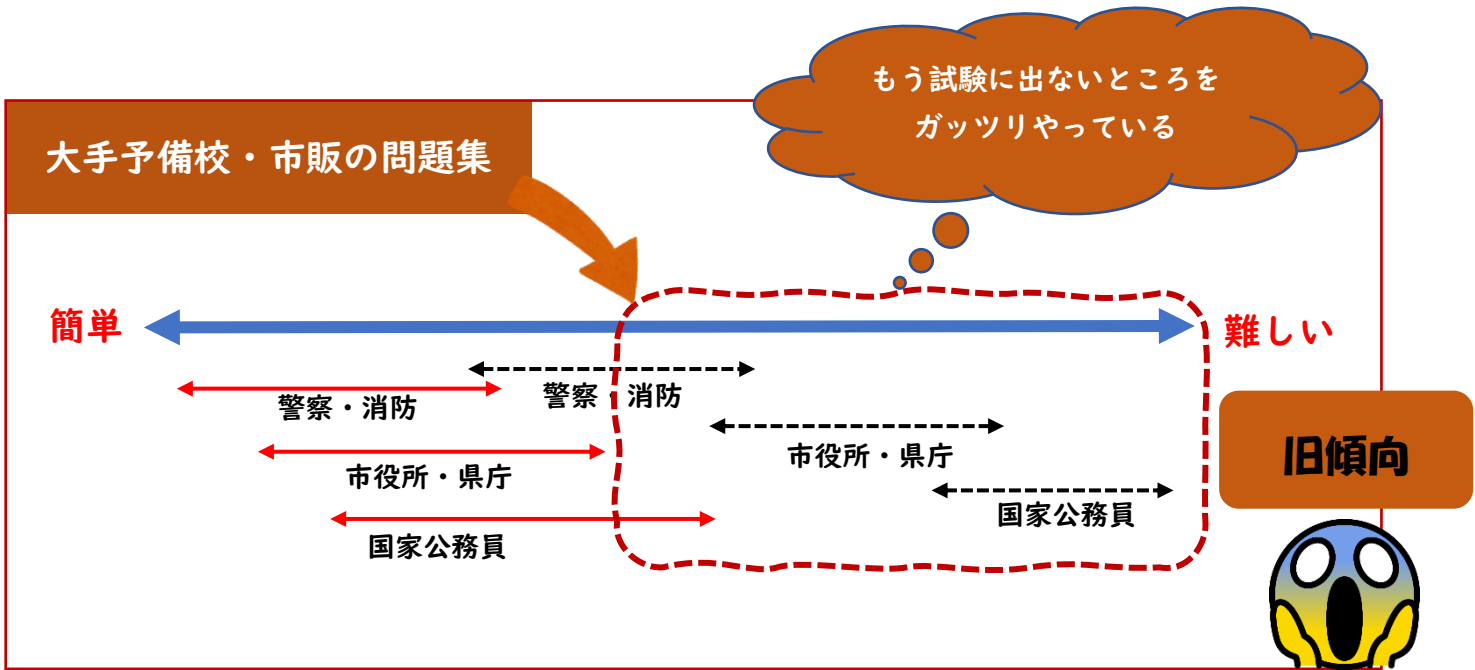 もう試験に出ないところを
ガッツリやっている
大手予備校・市販の問題集
簡単
難しい
警察・消防
警察・消防
市役所・県庁
市役所・県庁
国家公務員
国家公務員
旧傾向